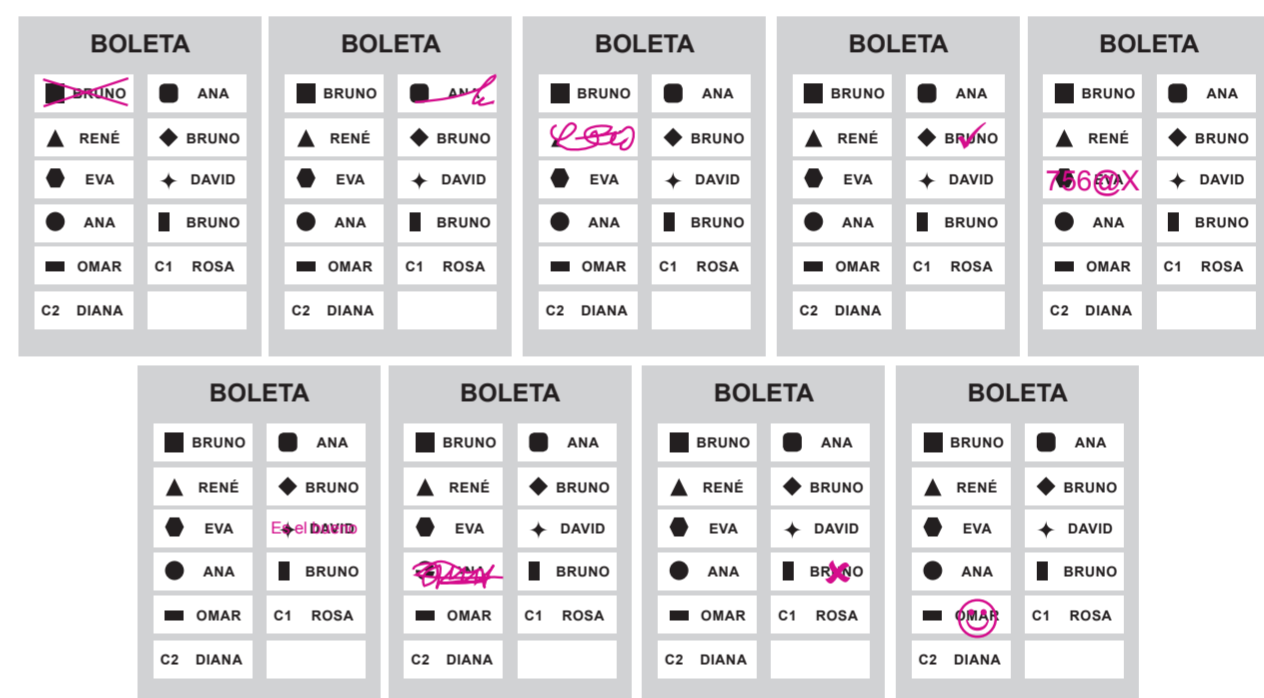 BOLETA BOLETA BOLETA BOLETA BOLETA
BRUNO ANA BRUNO ANA BRUNO ANA BRUNO ANA BRUNO ANA
RENÉ BRUNO RENÉ BRUNO BRUNO RENÉ BRUNO RENÉ BRUNO
EVA DAVID EVA DAVID EVA DAVID EVA DAVID 756@X EVA DAVID
ANA BRUNO ANA BRUNO ANA BRUNO ANA BRUNO ANA BRUNO
OMAR C1 ROSA OMAR C1 ROSA OMAR C1 ROSA OMAR C1 ROSA OMAR C1 ROSA
C2 DIANA C2 DIANA C2 DIANA C2 DIANA C2 DIANA
BOLETA BOLETA BOLETA BOLETA
BRUNO ANA BRUNO ANA BRUNO ANA BRUNO ANA
RENÉ BRUNO RENÉ BRUNO RENÉ BRUNO RENÉ BRUNO
EVA Es el bueno DAVID EVA DAVID EVA DAVID EVA DAVID
ANA BRUNO ANA BRUNO ANA BRUNO ANA BRUNO
OMAR C1 ROSA OMAR C1 ROSA OMAR C1 ROSA OMAR C1 ROSA
C2 DIANA C2 DIANA C2 DIANA C2 DIANA